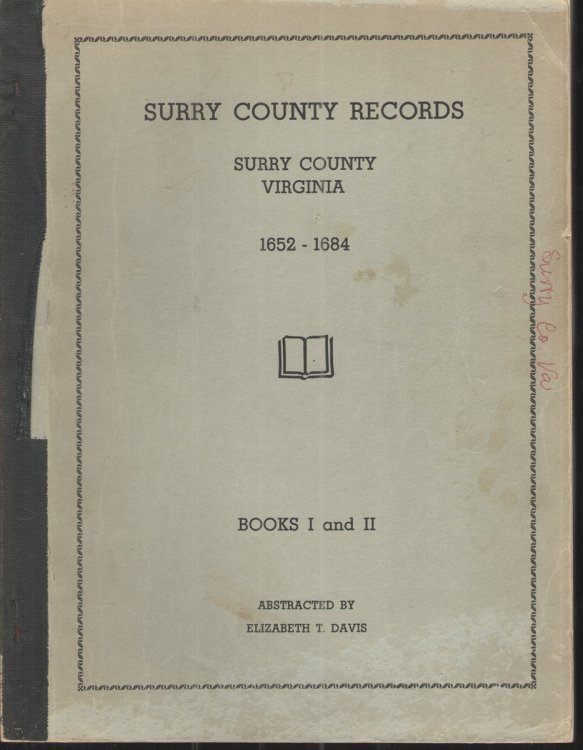 SURRY COUNTY RECORDS
SURRY COUNTY
VIRGINIA
1652 - 1684
BOOKS I and II
ABSTRACTED BY
ELIZABETH T. DAVIS
Surry Co. Va